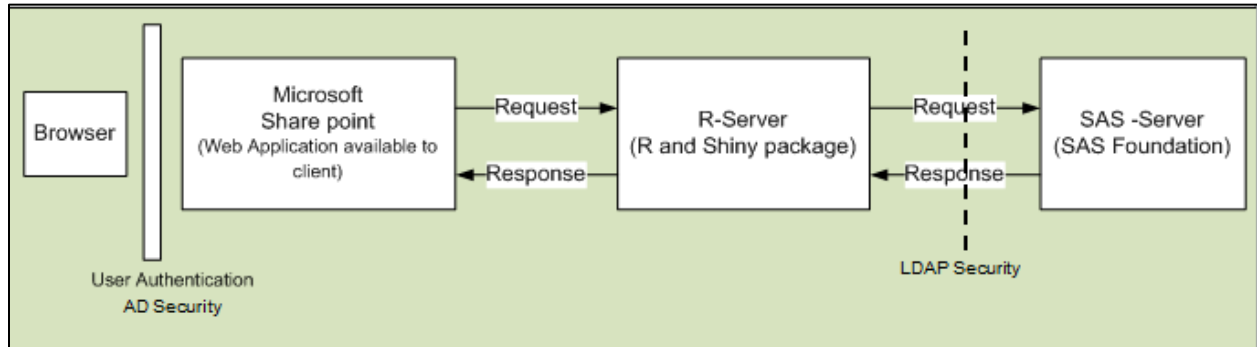 Browser
User Authentication
AD Security
Microsoft
Share point
(Web Application available to
client)
Request
Response
R-Server
(R and Shiny package)
Request
Response
LDAP Security
SAS -Server
(SAS Foundation)